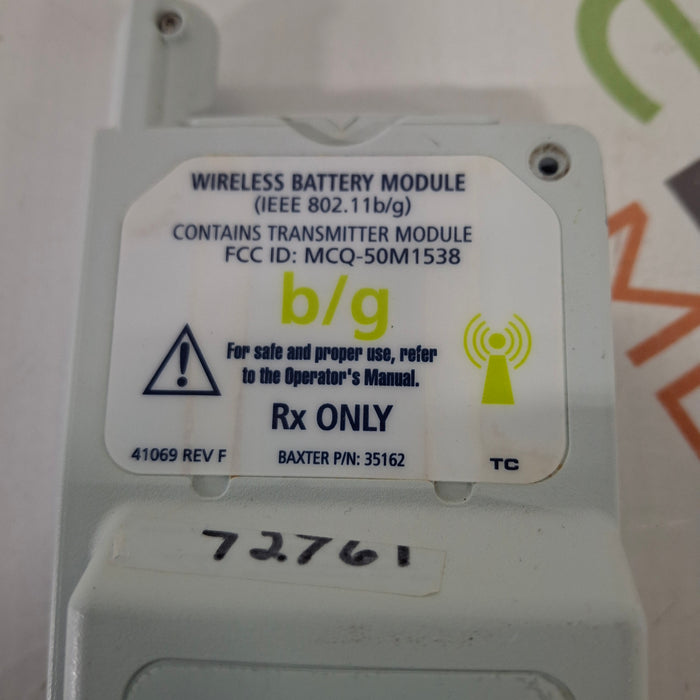 WIRELESS BATTERY MODULE
(IEEE 802.11b/g)
CONTAINS TRANSMITTER MODULE
FCC ID: MCQ-50M1538
b/g
For safe and proper use, refer
to the Operator's Manual.
Rx ONLY
41069 REV F BAXTER P/N: 35162 TC
72761